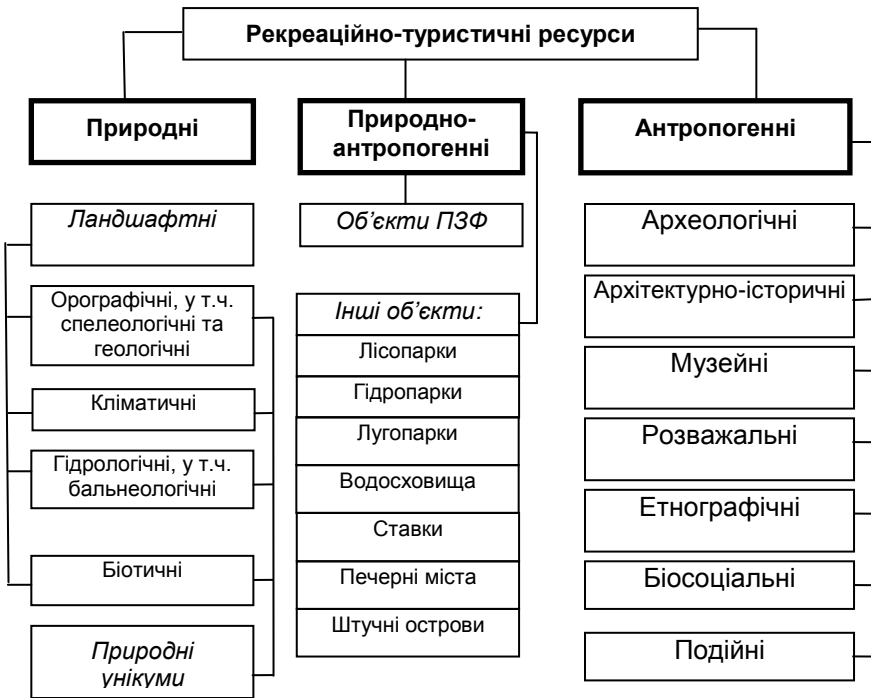 Рекреаційно-туристичні ресурси
Природні
Природно-
антропогенні
Антропогенні
Ландшафтні
Орографічні, у т.ч.
спелеологічні та
геологічні
Кліматичні
Гідрологічні, у т.ч.
бальнеологічні
Біотичні
Природні
унікуми
Об’єкти ПЗФ
Інші об’єкти:
Лісопарки
Гідропарки
Лугопарки
Водосховища
Ставки
Печерні міста
Штучні острови
Археологічні
Архітектурно-історичні
Музейні
Розважальні
Етнографічні
Біосоціальні
Подійні